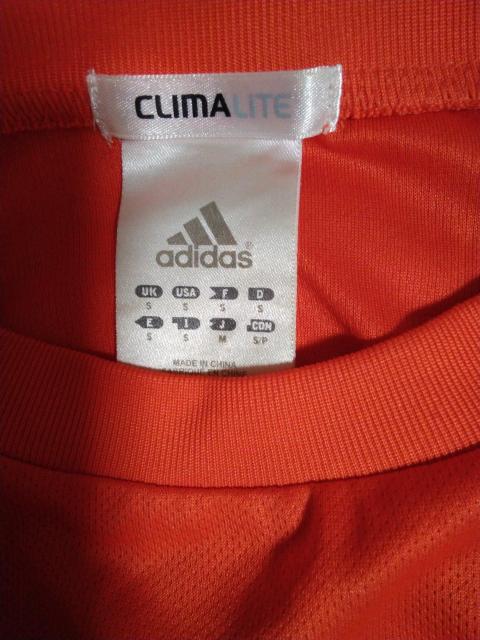 CLIMALITE
adidas®
UK USA F D
S S S S
E I J CDN
S S M S/P
MADE IN CHINA